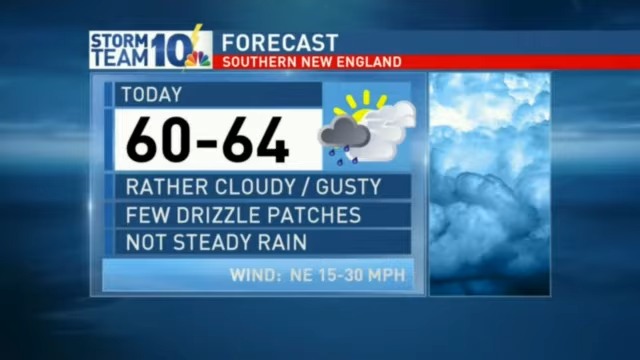 STORM
TEAM 10
FORECAST
SOUTHERN NEW ENGLAND
TODAY
60-64
RATHER CLOUDY / GUSTY
FEW DRIZZLE PATCHES
NOT STEADY RAIN
WIND: NE 15-30 MPH